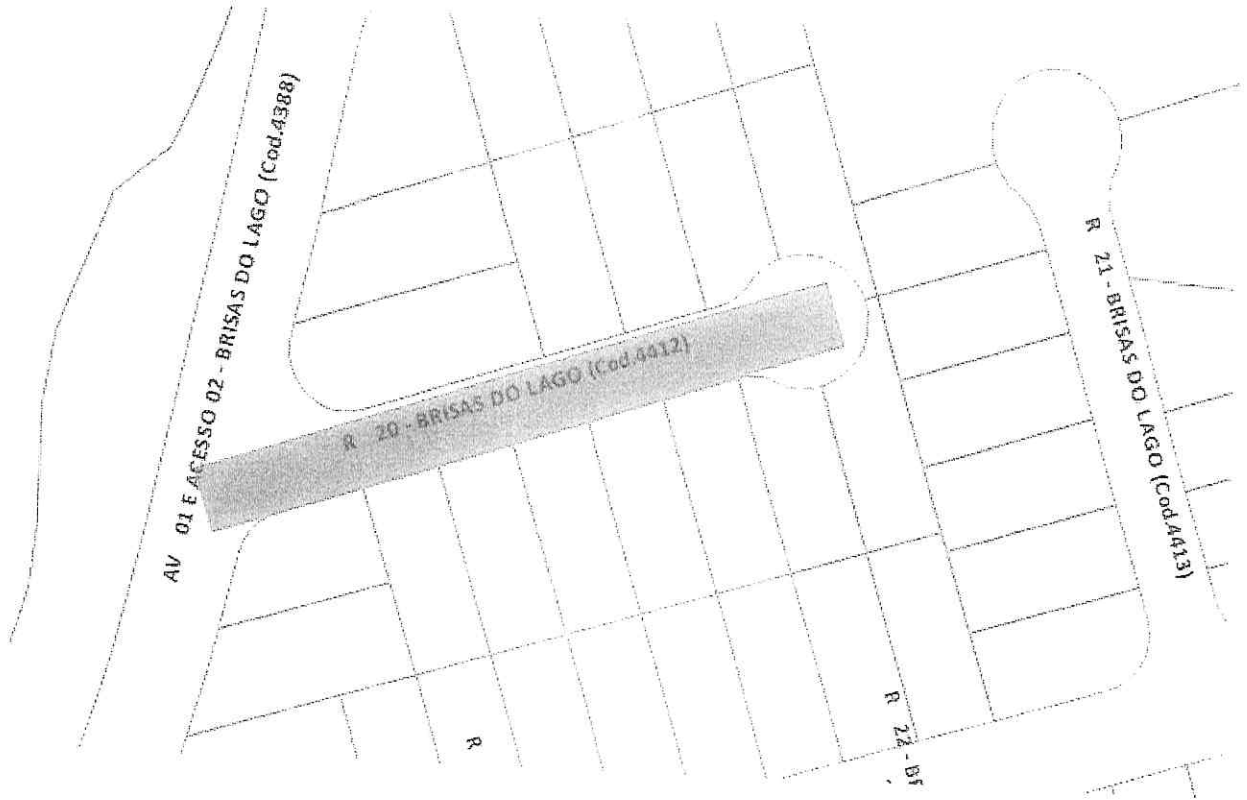 AV 01 E ACESSO 02 - BRISAS DO LAGO (Cod.4388)
R 20 - BRISAS DO LAGO (Cod.4412)
R 21 - BRISAS DO LAGO (Cod.4413)
R
R 22 - BR